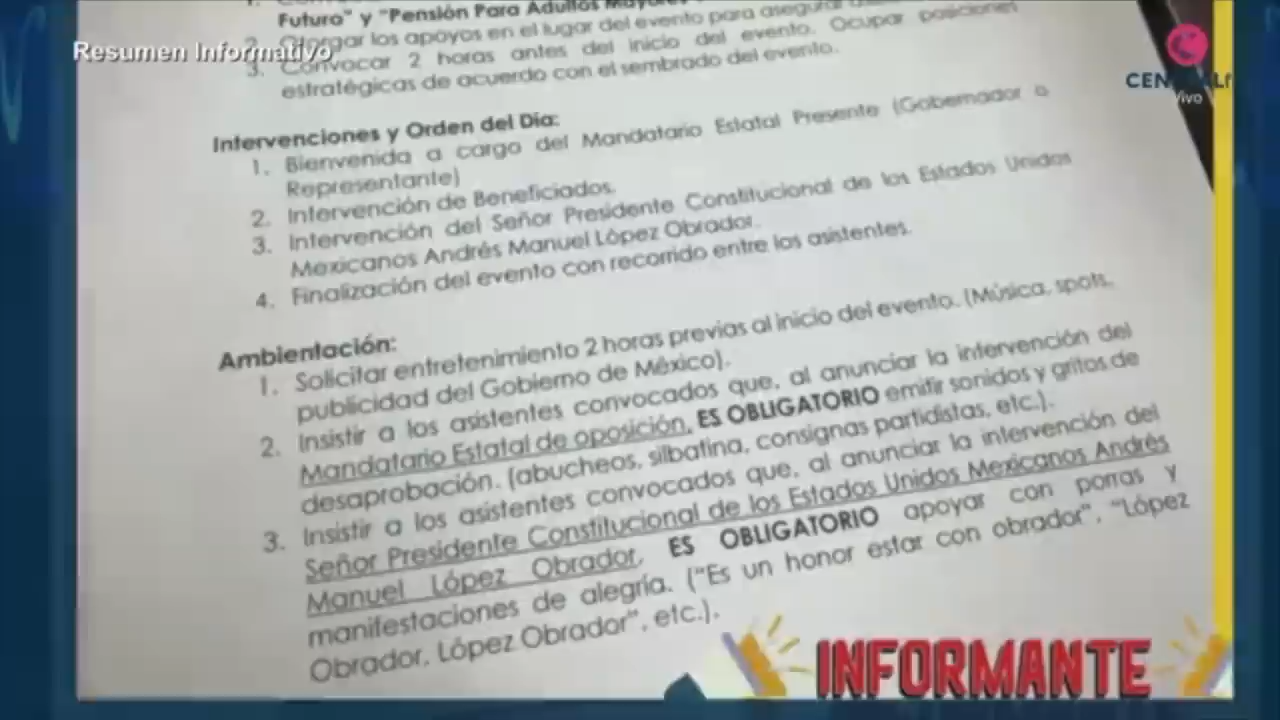 Futuro" y "Pensión Para Adultos Mayores
2. Otorgar los apoyos en el lugar del evento para asegurar
3. Convocar 2 horas antes del inicio del evento. Ocupar posiciones
estratégicas de acuerdo con el sembrado del evento.
Resumen Informativo
CEN
Vivo
Intervenciones y Orden del Día:
1. Bienvenida a cargo del Mandatario Estatal Presente (Gobernador o
Representante)
2. Intervención de Beneficiados.
3. Intervención del Señor Presidente Constitucional de los Estados Unidos
Mexicanos Andrés Manuel López Obrador.
4. Finalización del evento con recorrido entre los asistentes.
Ambientación:
1. Solicitar entretenimiento 2 horas previas al inicio del evento. (Música, spots,
publicidad del Gobierno de México).
2. Insistir a los asistentes convocados que, al anunciar la intervención del
Mandatario Estatal de oposición, ES OBLIGATORIO emitir sonidos y gritos de
desaprobación. (abucheos, silbatina, consignas partidistas, etc.).
3. Insistir a los asistentes convocados que, al anunciar la intervención del
Señor Presidente Constitucional de los Estados Unidos Mexicanos Andrés
Manuel López Obrador, ES OBLIGATORIO apoyar con porras y
manifestaciones de alegría. ("Es un honor estar con obrador", "López
Obrador, López Obrador", etc.).
INFORMANTE